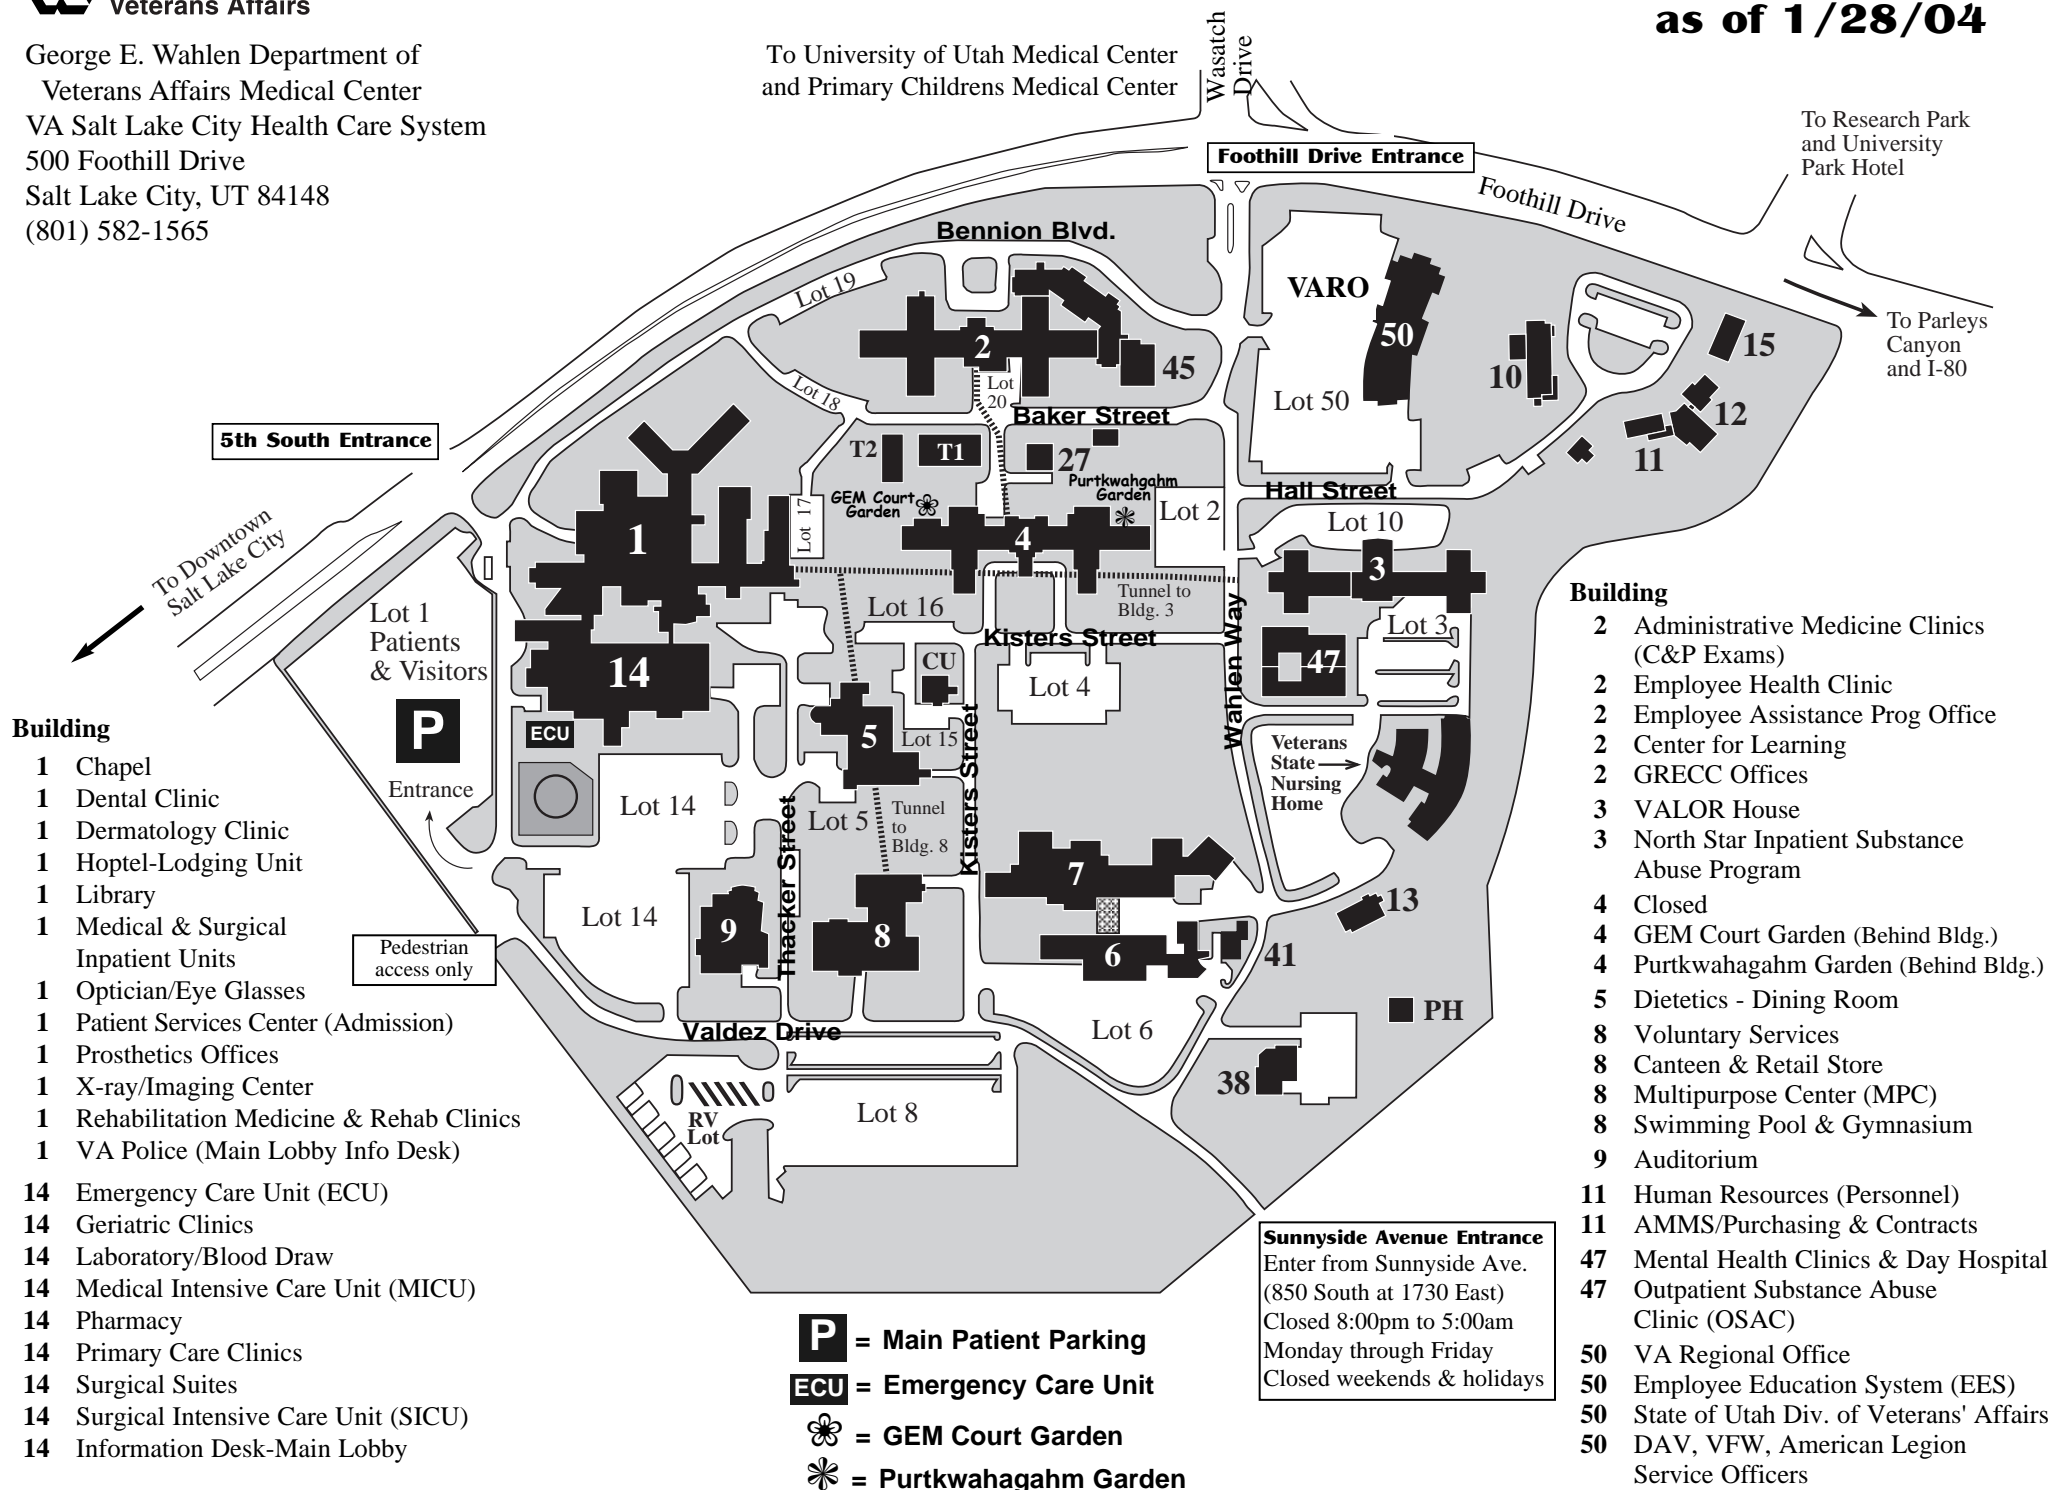 Veterans Affairs
as of 1/28/04
George E. Wahlen Department of
Veterans Affairs Medical Center
VA Salt Lake City Health Care System
500 Foothill Drive
Salt Lake City, UT 84148
(801) 582-1565
To University of Utah Medical Center
and Primary Childrens Medical Center
Wasatch
Drive
To Research Park
and University
Park Hotel
Foothill Drive Entrance
Foothill Drive
Bennion Blvd.
VARO
Lot 19
To Parleys
Canyon
and I-80
2
50
15
45
10
Lot
20
Lot 18
Lot 50
12
Baker Street
5th South Entrance
T2
T1
27
11
Purtkwahgahm
Garden
GEM Court
Garden
Hall Street
Lot 17
Lot 2
Lot 10
1
4
3
To Downtown
Salt Lake City
Tunnel to
Bldg. 3
Lot 1
Patients
& Visitors
Lot 16
Kisters Street
Wahlen Way
Lot 3
CU
47
14
Lot 4
P
ECU
5
Lot 15
Kisters Street
Veterans
State
Nursing
Home
Entrance
Lot 14
Lot 5
Thacker Street
Tunnel
to
Bldg. 8
7
13
Lot 14
9
8
6
41
Pedestrian
access only
PH
Valdez Drive
Lot 6
38
RV
Lot
Lot 8
Building
1 Chapel
1 Dental Clinic
1 Dermatology Clinic
1 Hoptel-Lodging Unit
1 Library
1 Medical & Surgical
Inpatient Units
1 Optician/Eye Glasses
1 Patient Services Center (Admission)
1 Prosthetics Offices
1 X-ray/Imaging Center
1 Rehabilitation Medicine & Rehab Clinics
1 VA Police (Main Lobby Info Desk)
14 Emergency Care Unit (ECU)
14 Geriatric Clinics
14 Laboratory/Blood Draw
14 Medical Intensive Care Unit (MICU)
14 Pharmacy
14 Primary Care Clinics
14 Surgical Suites
14 Surgical Intensive Care Unit (SICU)
14 Information Desk-Main Lobby
P = Main Patient Parking
ECU = Emergency Care Unit
= GEM Court Garden
= Purtkwahagahm Garden
Sunnyside Avenue Entrance
Enter from Sunnyside Ave.
(850 South at 1730 East)
Closed 8:00pm to 5:00am
Monday through Friday
Closed weekends & holidays
Building
2 Administrative Medicine Clinics
(C&P Exams)
2 Employee Health Clinic
2 Employee Assistance Prog Office
2 Center for Learning
2 GRECC Offices
3 VALOR House
3 North Star Inpatient Substance
Abuse Program
4 Closed
4 GEM Court Garden (Behind Bldg.)
4 Purtkwahagahm Garden (Behind Bldg.)
5 Dietetics - Dining Room
8 Voluntary Services
8 Canteen & Retail Store
8 Multipurpose Center (MPC)
8 Swimming Pool & Gymnasium
9 Auditorium
11 Human Resources (Personnel)
11 AMMS/Purchasing & Contracts
47 Mental Health Clinics & Day Hospital
47 Outpatient Substance Abuse
Clinic (OSAC)
50 VA Regional Office
50 Employee Education System (EES)
50 State of Utah Div. of Veterans' Affairs
50 DAV, VFW, American Legion
Service Officers